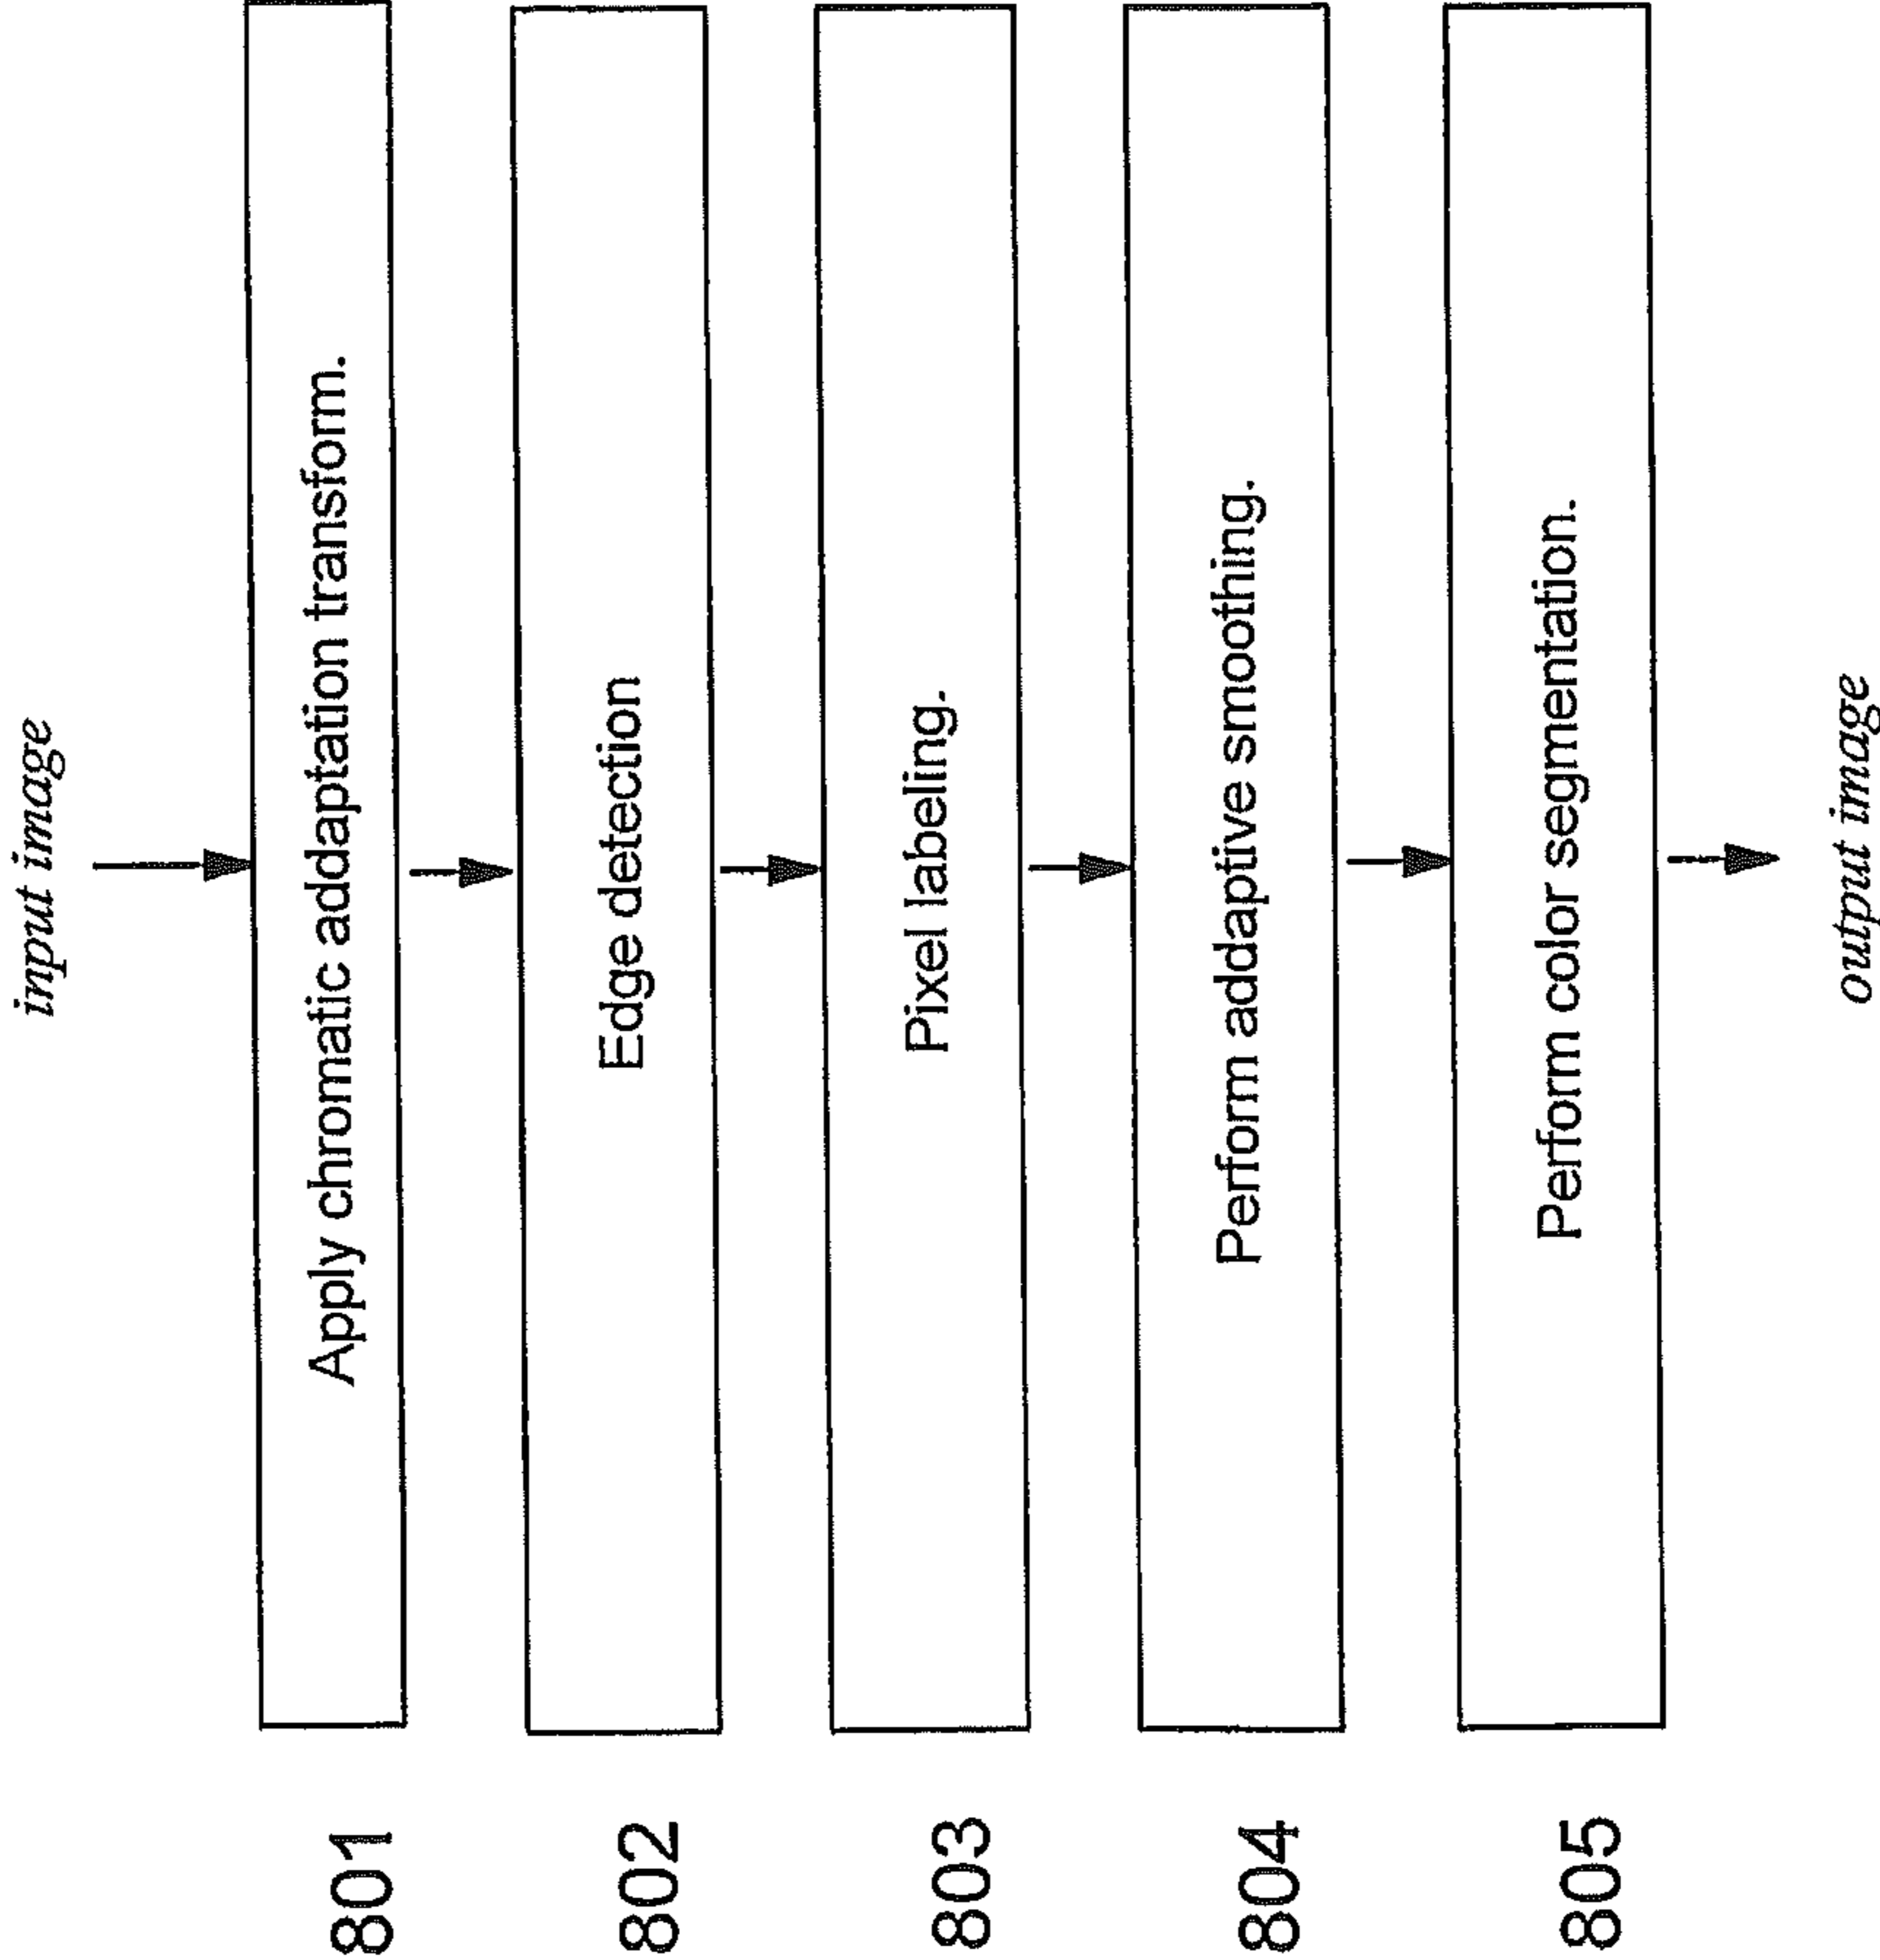 input image
801 Apply chromatic addaptation transform.
802 Edge detection
803 Pixel labeling.
804 Perform addaptive smoothing.
805 Perform color segmentation.
output image